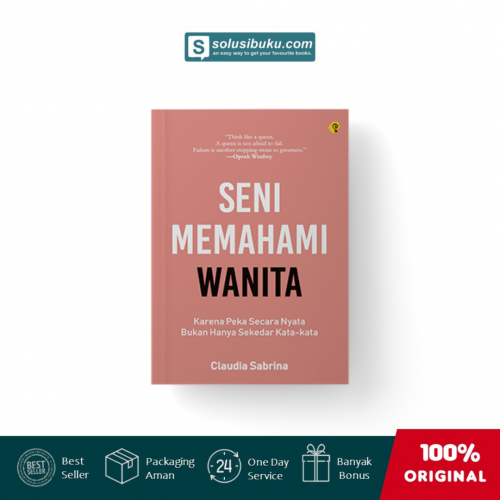 S solusibuku.com
an easy way to get your favourite books.
"Think like a queen.
A queen is not afraid to fail.
Failure is another stepping stone to greatness."
—Oprah Winfrey
SENI
MEMAHAMI
WANITA
Karena Peka Secara Nyata
Bukan Hanya Sekedar Kata-kata
Claudia Sabrina
BEST SELLER
Best
Seller
Packaging
Aman
24
One Day
Service
Banyak
Bonus
100%
ORIGINAL